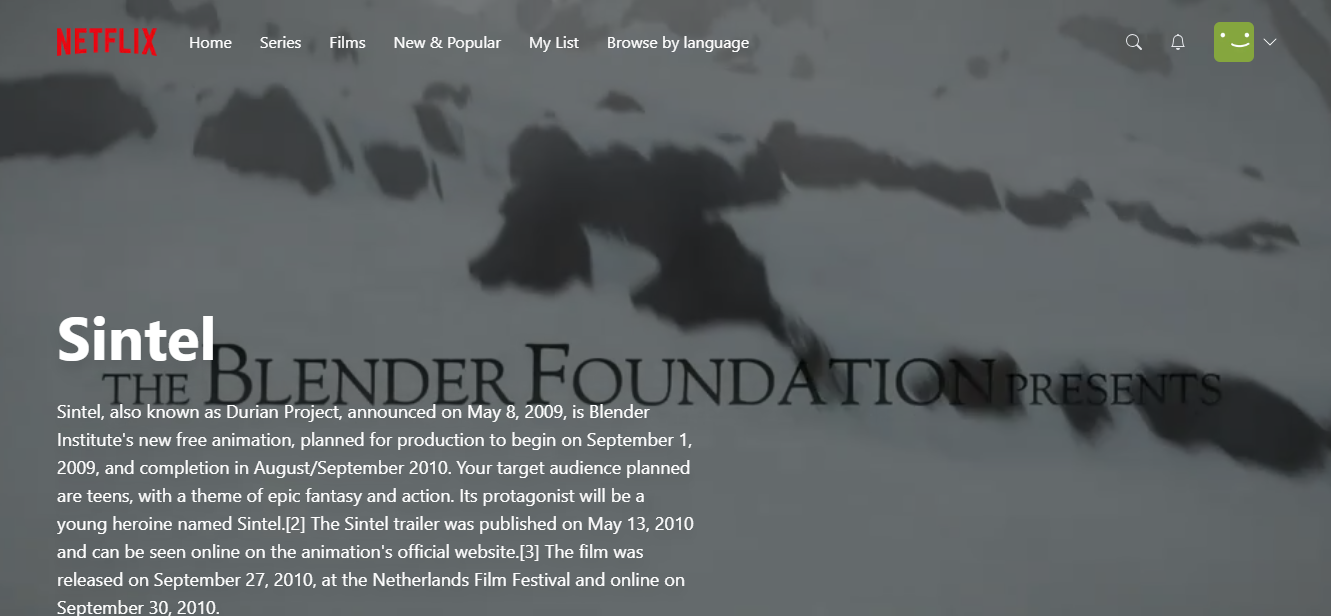 NETFLIX Home Series Films New & Popular My List Browse by language
Sintel
THE BLENDER FOUNDATION PRESENTS
Sintel, also known as Durian Project, announced on May 8, 2009, is Blender
Institute's new free animation, planned for production to begin on September 1,
2009, and completion in August/September 2010. Your target audience planned
are teens, with a theme of epic fantasy and action. Its protagonist will be a
young heroine named Sintel.[2] The Sintel trailer was published on May 13, 2010
and can be seen online on the animation's official website.[3] The film was
released on September 27, 2010, at the Netherlands Film Festival and online on
September 30, 2010.